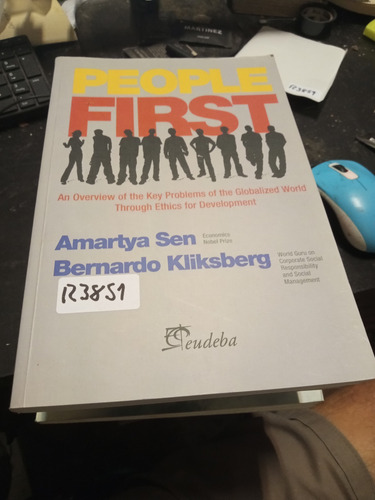 MARTINEZ
123851
PEOPLE
FIRST
An Overview of the Key Problems of the Globalized World
Through Ethics for Development
Amartya Sen
Economics
Nobel Prize
Bernardo Kliksberg
World Guru on
Corporate Social
Responsibility
and Social
Management
123851
eudeba